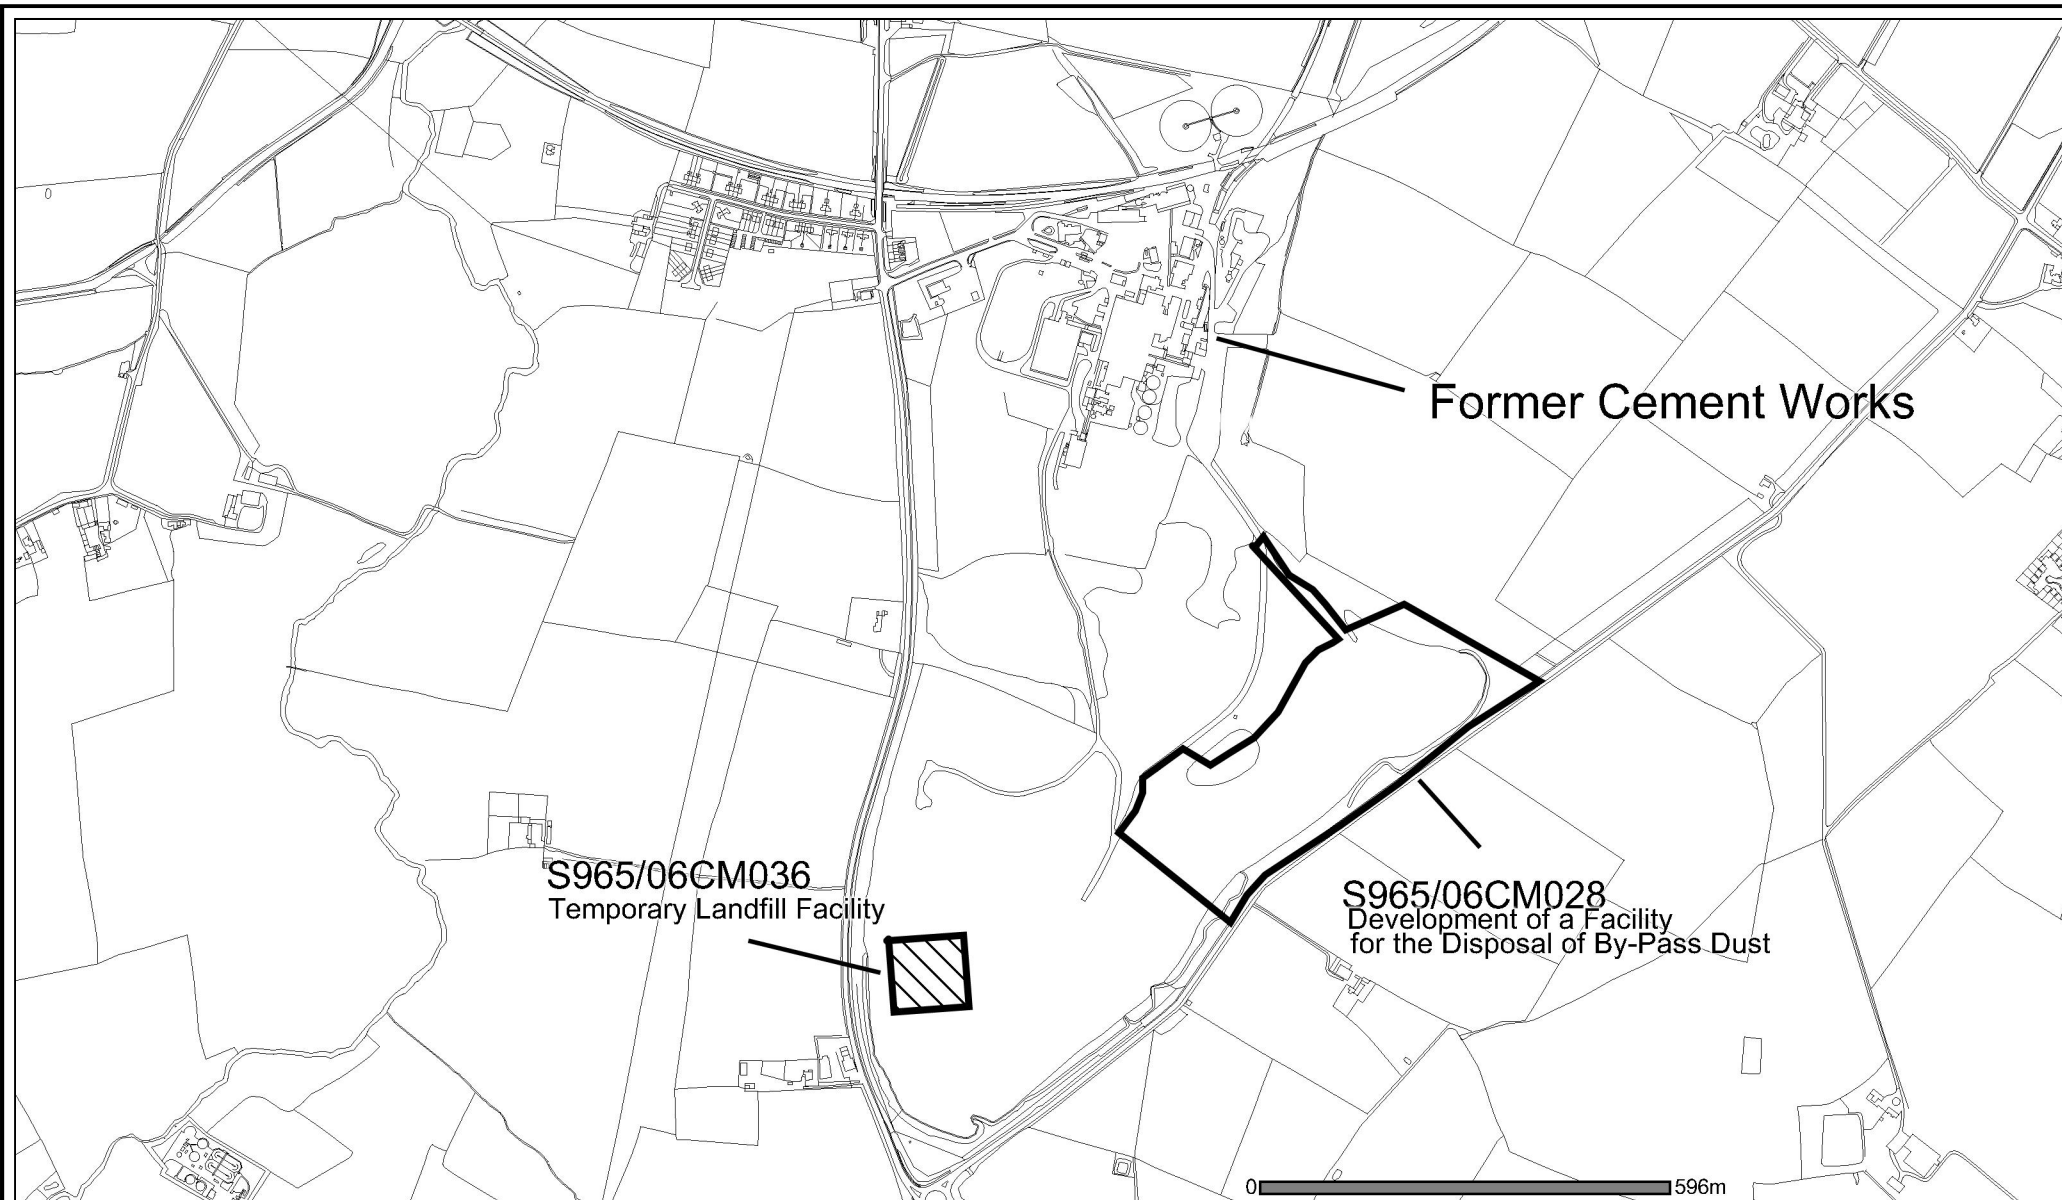 Former Cement Works
S965/06CM036
Temporary Landfill Facility
S965/06CM028
Development of a Facility
for the Disposal of By-Pass Dust
0
596m